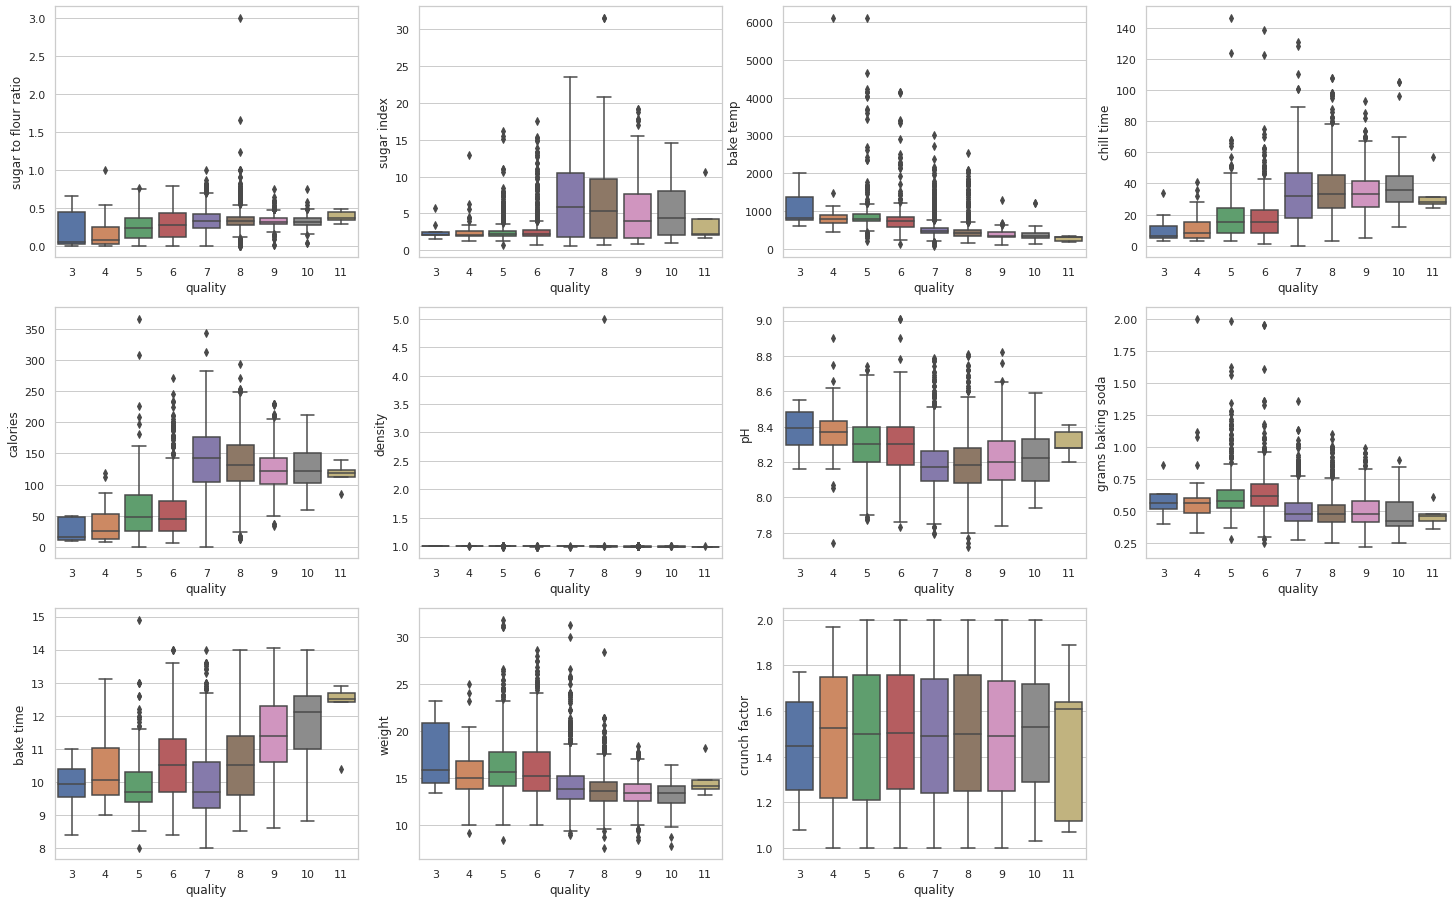 sugar to flour ratio
3.0
2.5
2.0
1.5
1.0
0.5
0.0
3 4 5 6 7 8 9 10 11
quality
sugar index
30
25
20
15
10
5
0
3 4 5 6 7 8 9 10 11
quality
bake temp
6000
5000
4000
3000
2000
1000
0
3 4 5 6 7 8 9 10 11
quality
chill time
140
120
100
80
60
40
20
0
3 4 5 6 7 8 9 10 11
quality
calories
350
300
250
200
150
100
50
0
3 4 5 6 7 8 9 10 11
quality
density
5.0
4.5
4.0
3.5
3.0
2.5
2.0
1.5
1.0
3 4 5 6 7 8 9 10 11
quality
pH
9.0
8.8
8.6
8.4
8.2
8.0
7.8
3 4 5 6 7 8 9 10 11
quality
grams baking soda
2.00
1.75
1.50
1.25
1.00
0.75
0.50
0.25
3 4 5 6 7 8 9 10 11
quality
bake time
15
14
13
12
11
10
9
8
3 4 5 6 7 8 9 10 11
quality
weight
30
25
20
15
10
3 4 5 6 7 8 9 10 11
quality
crunch factor
2.0
1.8
1.6
1.4
1.2
1.0
3 4 5 6 7 8 9 10 11
quality